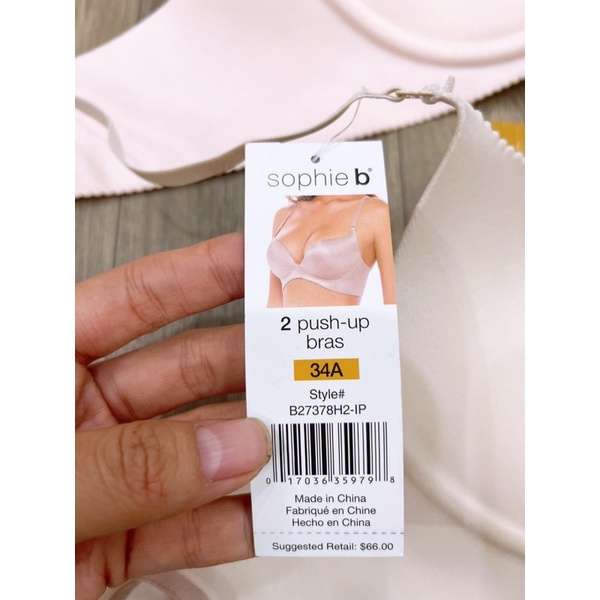 sophie b®
2 push-up
bras
34A
Style#
B27378H2-IP
0 17036 35979 8
Made in China
Fabriqué en Chine
Hecho en China
Suggested Retail: $66.00